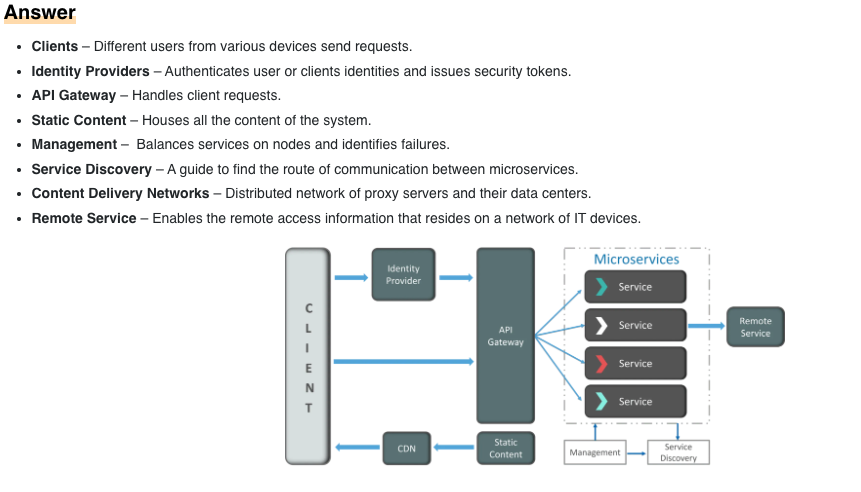 Answer
• Clients – Different users from various devices send requests.
• Identity Providers – Authenticates user or clients identities and issues security tokens.
• API Gateway – Handles client requests.
• Static Content – Houses all the content of the system.
• Management –  Balances services on nodes and identifies failures.
• Service Discovery – A guide to find the route of communication between microservices.
• Content Delivery Networks – Distributed network of proxy servers and their data centers.
• Remote Service – Enables the remote access information that resides on a network of IT devices.
CLIENT
Identity
Provider
API
Gateway
Microservices
Service
Service
Service
Service
Remote
Service
CDN
Static
Content
Management
Service
Discovery